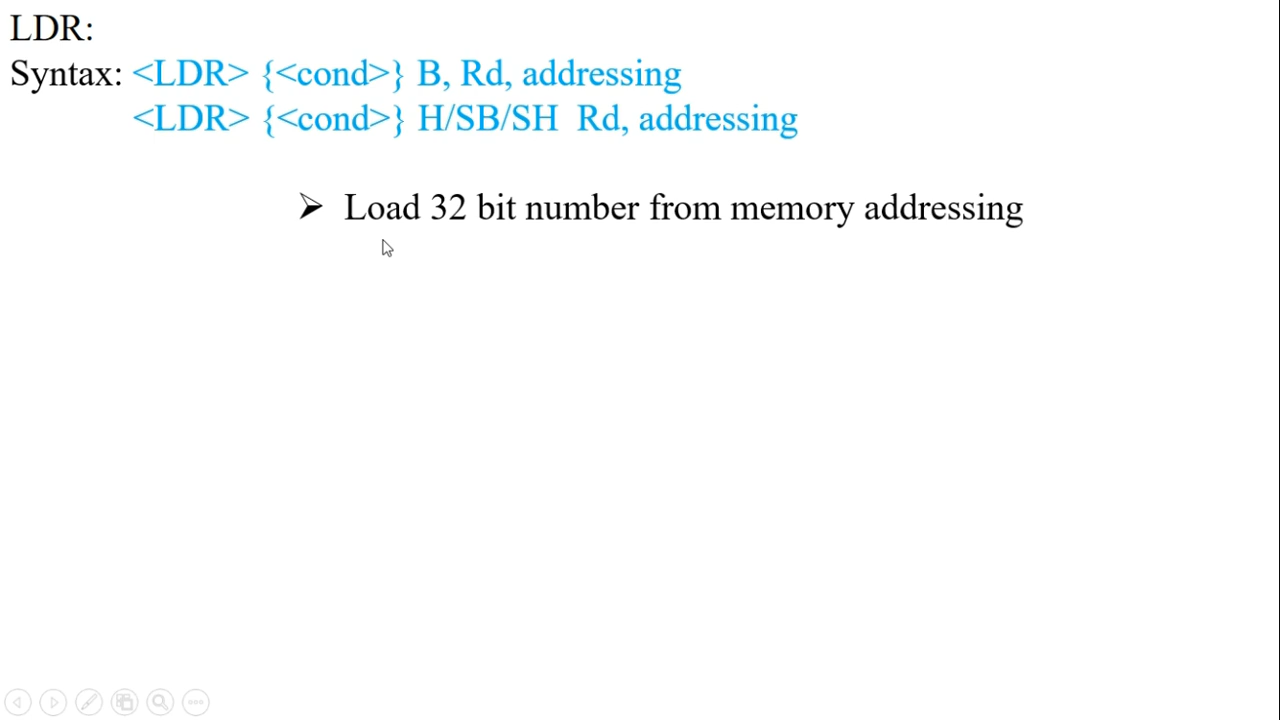 LDR:
Syntax: <LDR> {<cond>} B, Rd, addressing
<LDR> {<cond>} H/SB/SH Rd, addressing
➤ Load 32 bit number from memory addressing